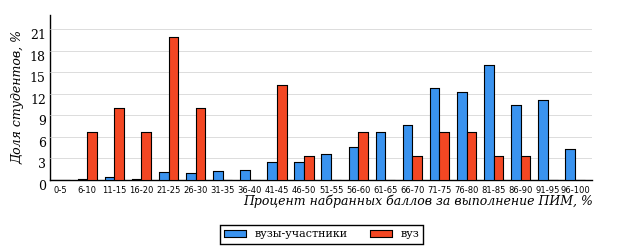 Доля студентов, %
21
18
15
12
9
6
3
0
0-5 6-10 11-15 16-20 21-25 26-30 31-35 36-40 41-45 46-50 51-55 56-60 61-65 66-70 71-75 76-80 81-85 86-90 91-95 96-100
Процент набранных баллов за выполнение ПИМ, %
вузы-участники вуз